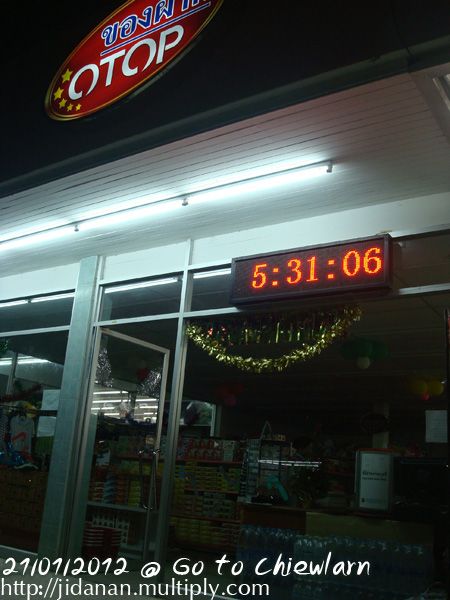 ของฝาก
OTOP
5:31:06
21/01/2012 @ Go to Chiewlarn
http://jidanan.multiply.com